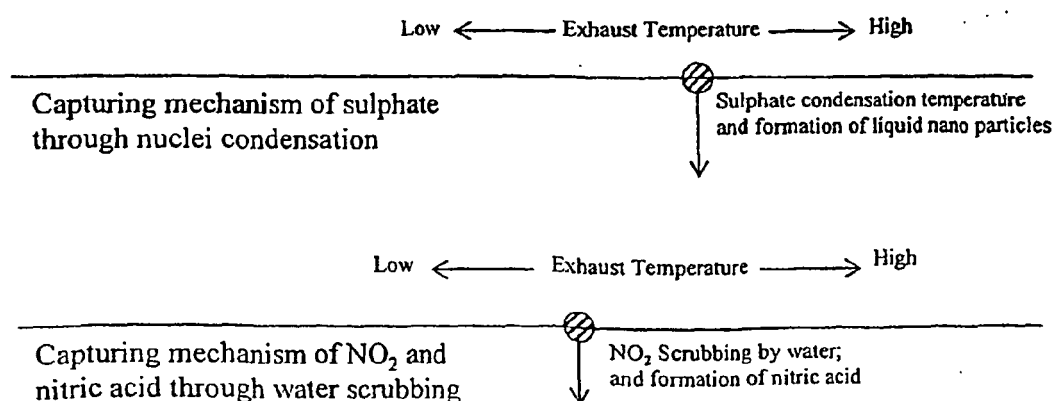 Low Exhaust Temperature High
Capturing mechanism of sulphate
through nuclei condensation
Sulphate condensation temperature
and formation of liquid nano particles
Low Exhaust Temperature High
Capturing mechanism of NO₂ and
nitric acid through water scrubbing
NO₂ Scrubbing by water;
and formation of nitric acid